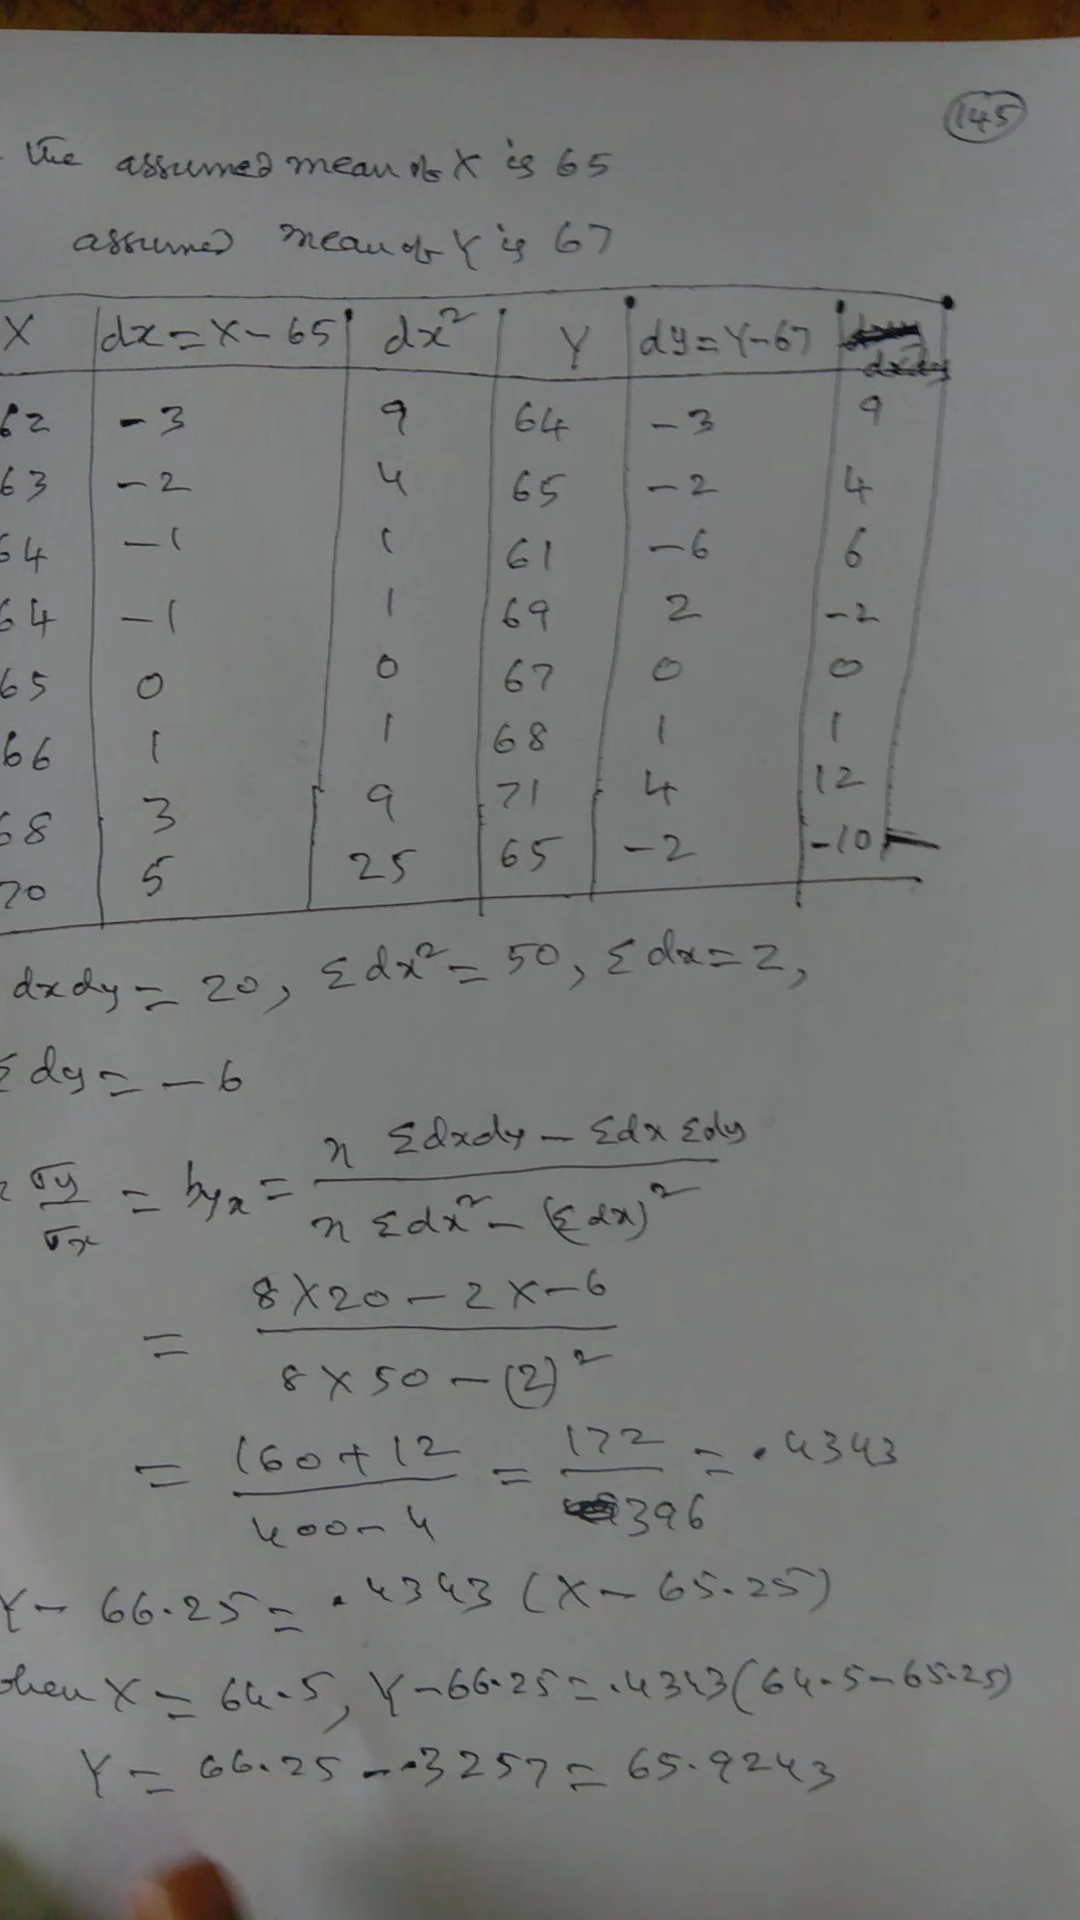 145
the assumed mean of X is 65
assumed mean of Y is 67
X dx=X-65 dx² Y dy=Y-67 dxdy
62 -3 9 64 -3 9
63 -2 4 65 -2 4
64 -1 1 61 -6 6
64 -1 1 69 2 -2
65 0 0 67 0 0
66 1 1 68 1 1
68 3 9 71 4 12
70 5 25 65 -2 -10
dxdy = 20, Σdx² = 50, Σdx = 2,
Σdy = -6
σy/σx = byx = n Σdxdy - Σdx Σdy / n Σdx² - (Σdx)²
= 8X20 - 2X-6 / 8X50 - (2)²
= 160+12 / 400-4 = 172 / 396 = .4343
Y - 66.25 = .4343 (X - 65.25)
when X = 64.5, Y-66.25 = .4343(64.5-65.25)
Y = 66.25 - .3257 = 65.9243